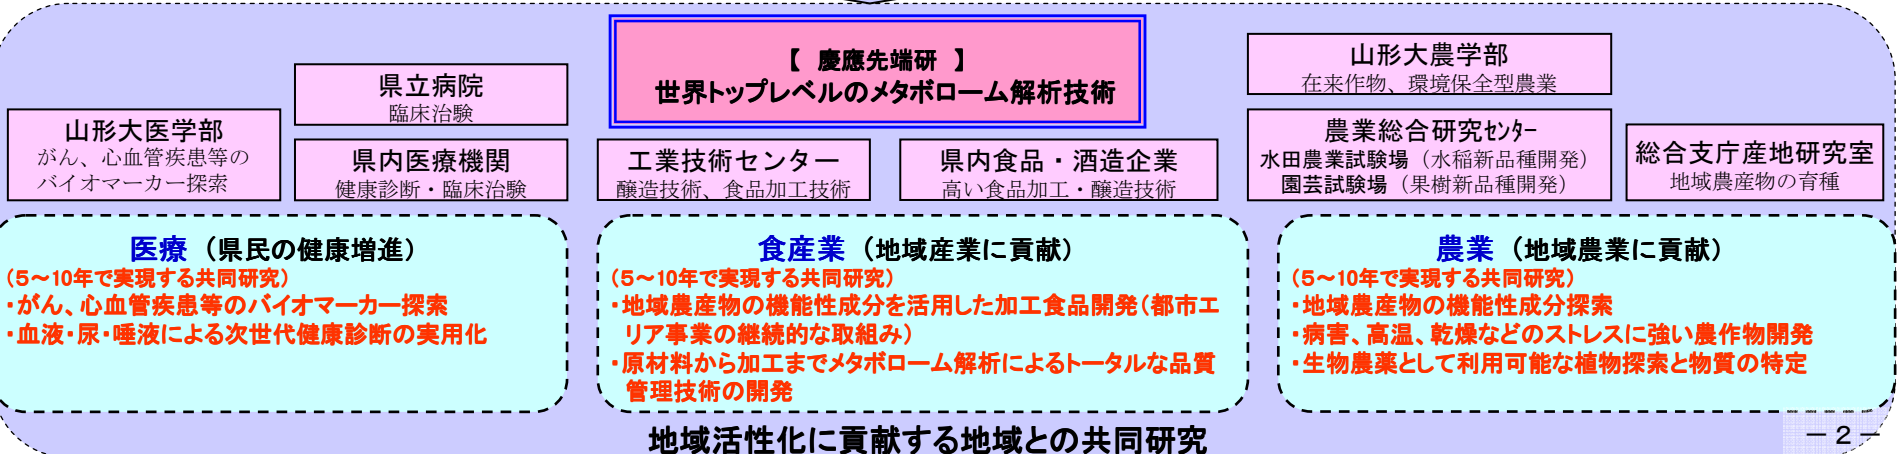 【　慶應先端研　】
世界トップレベルのメタボローム解析技術
山形大医学部
がん、心血管疾患等の
バイオマーカー探索
県立病院
臨床治験
県内医療機関
健康診断・臨床治験
工業技術センター
醸造技術、食品加工技術
県内食品・酒造企業
高い食品加工・醸造技術
山形大農学部
在来作物、環境保全型農業
農業総合研究ｾﾝﾀｰ
水田農業試験場（水稲新品種開発）
園芸試験場（果樹新品種開発）
総合支庁産地研究室
地域農産物の育種
医療（県民の健康増進）
（５～10年で実現する共同研究）
・がん、心血管疾患等のバイオマーカー探索
・血液・尿・唾液による次世代健康診断の実用化
食産業（地域産業に貢献）
（５～10年で実現する共同研究）
・地域農産物の機能性成分を活用した加工食品開発（都市エ
リア事業の継続的な取組み）
・原材料から加工までメタボローム解析によるトータルな品質
管理技術の開発
農業（地域農業に貢献）
（５～10年で実現する共同研究）
・地域農産物の機能性成分探索
・病害、高温、乾燥などのストレスに強い農作物開発
・生物農薬として利用可能な植物探索と物質の特定
地域活性化に貢献する地域との共同研究
－２－